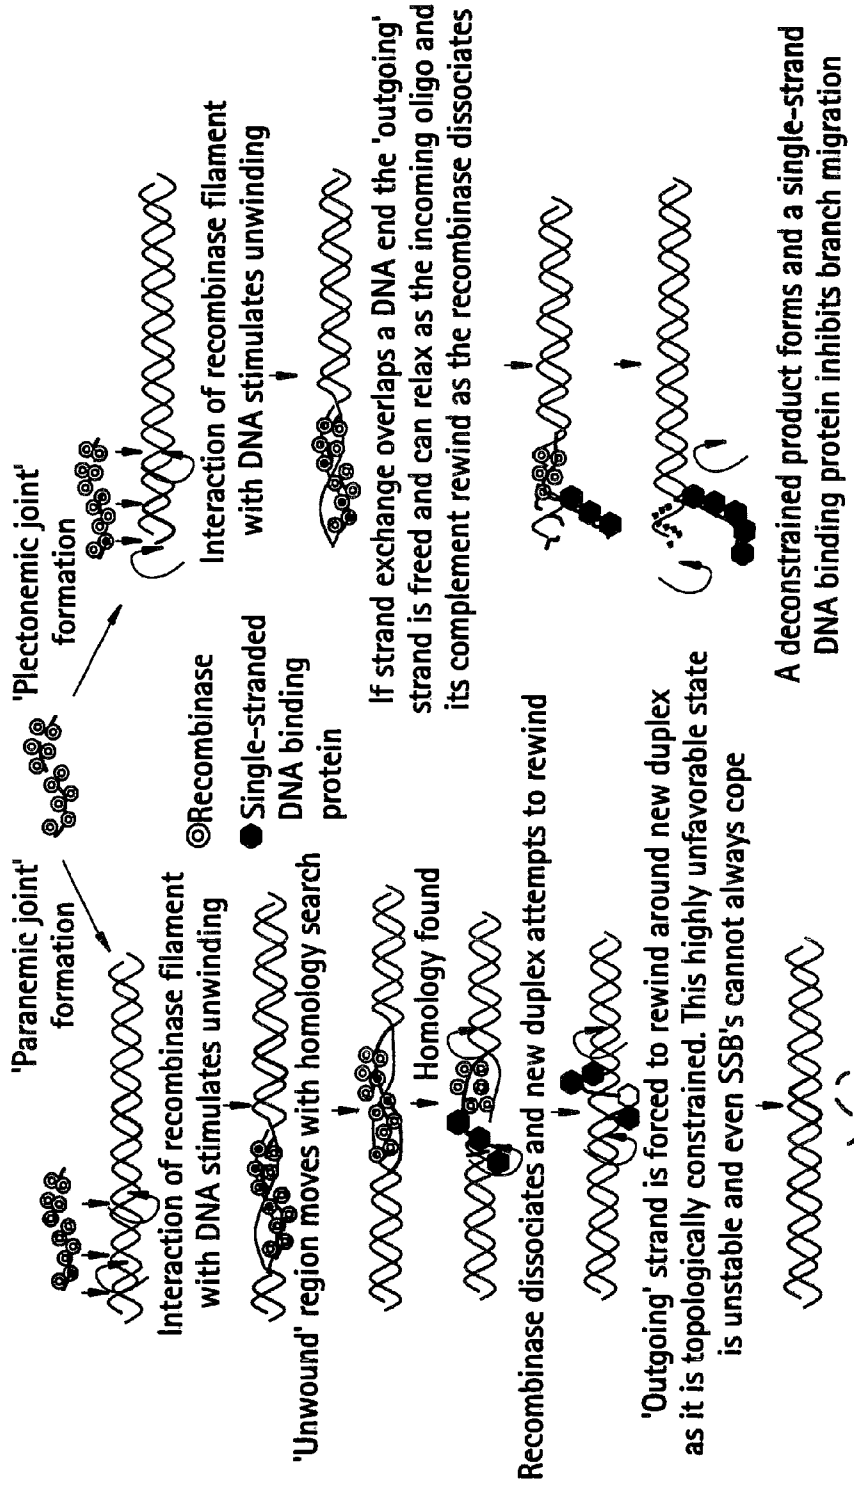 'Paranemic joint'
formation
Interaction of recombinase filament
with DNA stimulates unwinding
'Unwound' region moves with homology search
Homology found
Recombinase dissociates and new duplex attempts to rewind
'Outgoing' strand is forced to rewind around new duplex
as it is topologically constrained. This highly unfavorable state
is unstable and even SSB's cannot always cope
Recombinase
Single-stranded
DNA binding
protein
'Plectonemic joint'
formation
Interaction of recombinase filament
with DNA stimulates unwinding
If strand exchange overlaps a DNA end the 'outgoing'
strand is freed and can relax as the incoming oligo and
its complement rewind as the recombinase dissociates
A deconstrained product forms and a single-strand
DNA binding protein inhibits branch migration